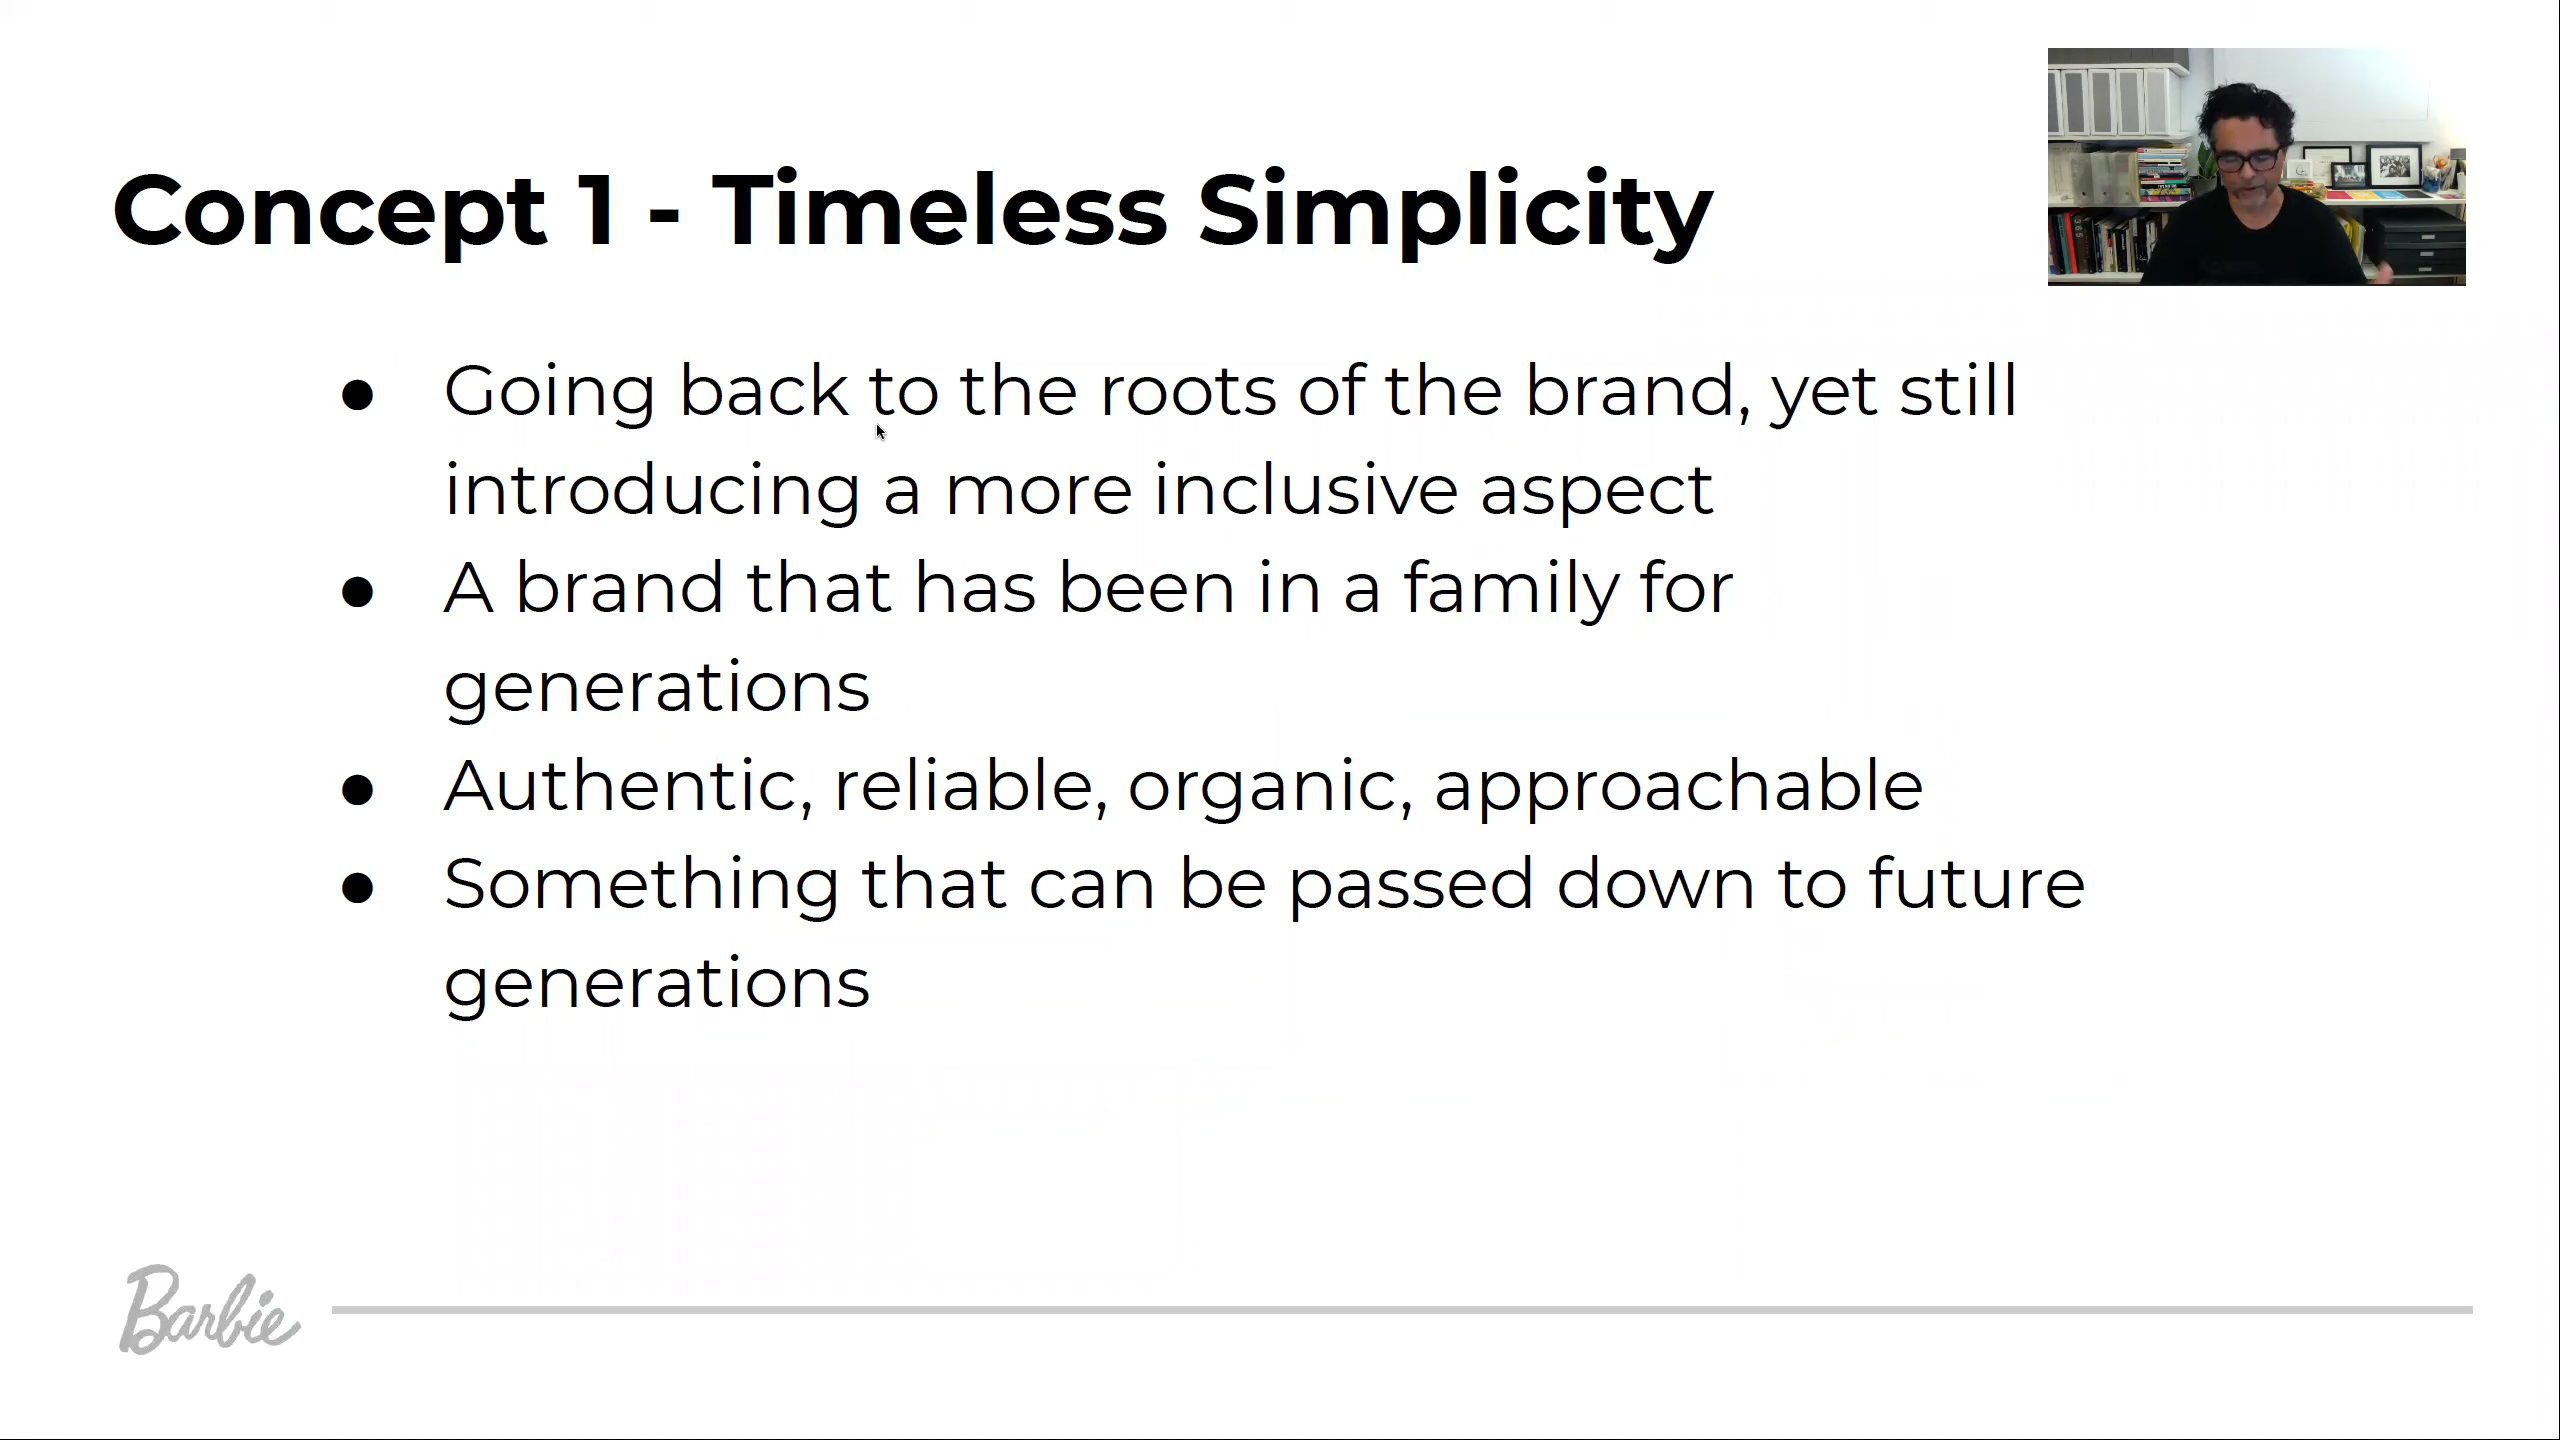 Concept 1 - Timeless Simplicity
● Going back to the roots of the brand, yet still
introducing a more inclusive aspect
● A brand that has been in a family for
generations
● Authentic, reliable, organic, approachable
● Something that can be passed down to future
generations
Barbie